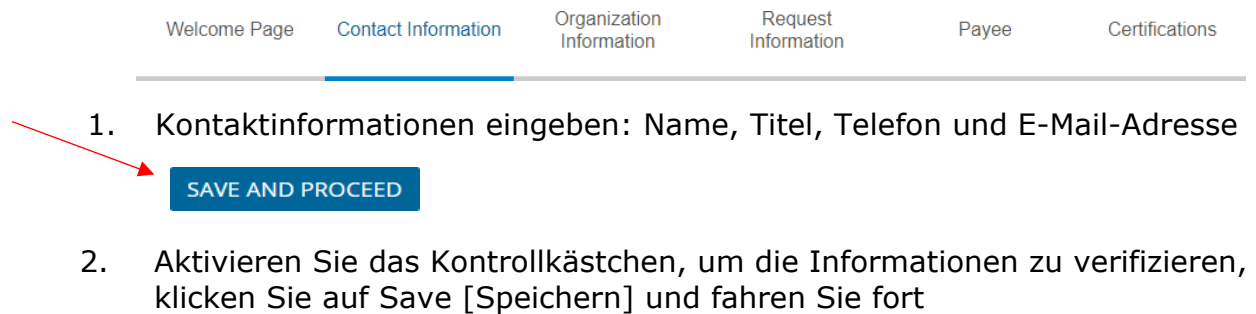 Welcome Page Contact Information Organization Information Request Information Payee Certifications
1. Kontaktinformationen eingeben: Name, Titel, Telefon und E-Mail-Adresse
SAVE AND PROCEED
2. Aktivieren Sie das Kontrollkästchen, um die Informationen zu verifizieren,
klicken Sie auf Save [Speichern] und fahren Sie fort